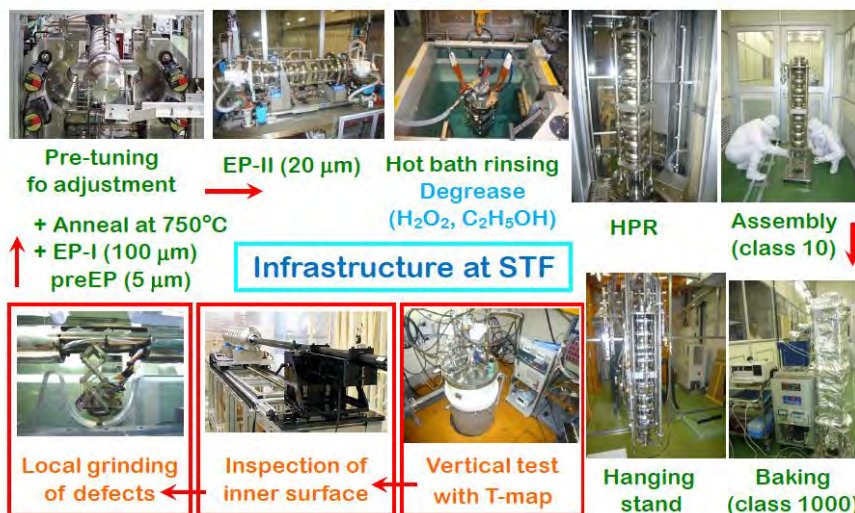 Pre-tuning
fo adjustment
EP-II (20 μm)
Hot bath rinsing
Degrease
(H₂O₂, C₂H₅OH)
HPR
Assembly
(class 10)
+ Anneal at 750°C
+ EP-I (100 μm)
preEP (5 μm)
Infrastructure at STF
Local grinding
of defects
Inspection of
inner surface
Vertical test
with T-map
Hanging
stand
Baking
(class 1000)